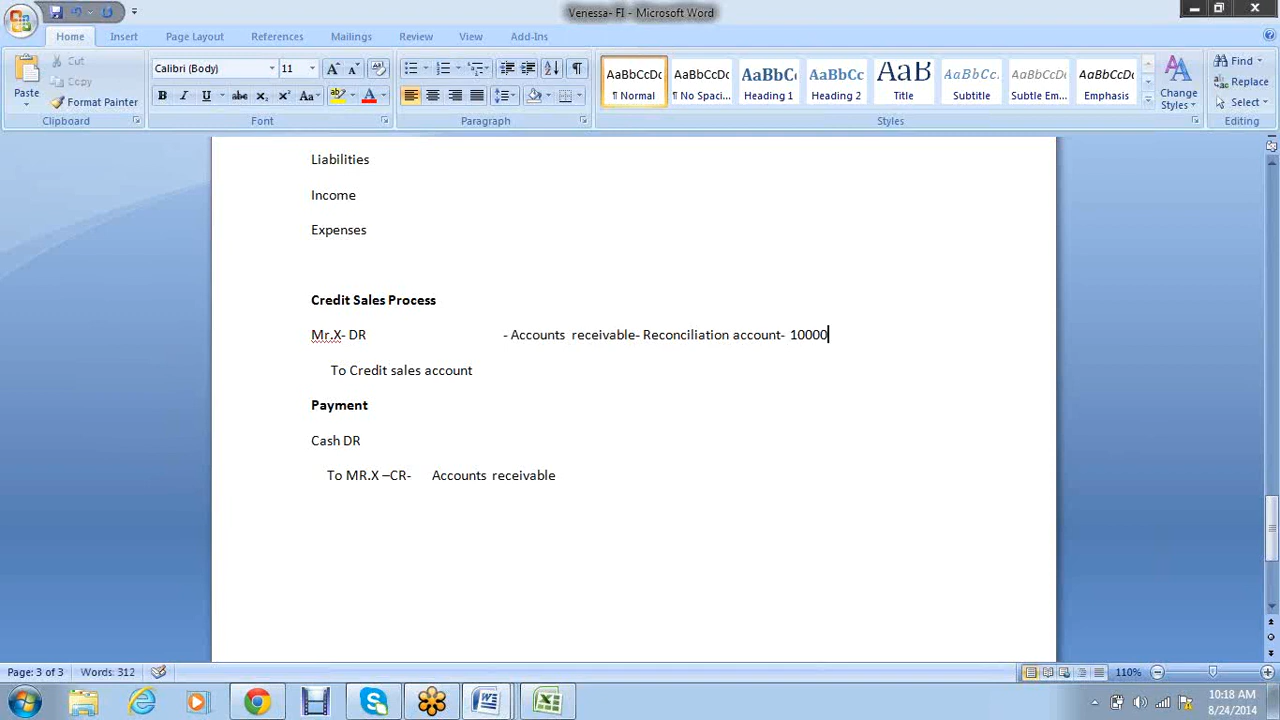 Venessa- FI - Microsoft Word
Home Insert Page Layout References Mailings Review View Add-Ins
Paste Cut Copy Format Painter
Calibri (Body) 11
AaBbCcDc AaBbCcDc AaBbC( AaBbCc AaB AaBbCc. AaBbCcDc AaBbCcDc
¶ Normal ¶ No Spaci... Heading 1 Heading 2 Title Subtitle Subtle Em... Emphasis
Change Styles
Find Replace Select
Clipboard Font Paragraph Styles Editing
Liabilities
Income
Expenses
Credit Sales Process
Mr.X- DR - Accounts receivable- Reconciliation account- 10000
To Credit sales account
Payment
Cash DR
To MR.X –CR- Accounts receivable
Page: 3 of 3 Words: 312 110%
10:18 AM
8/24/2014